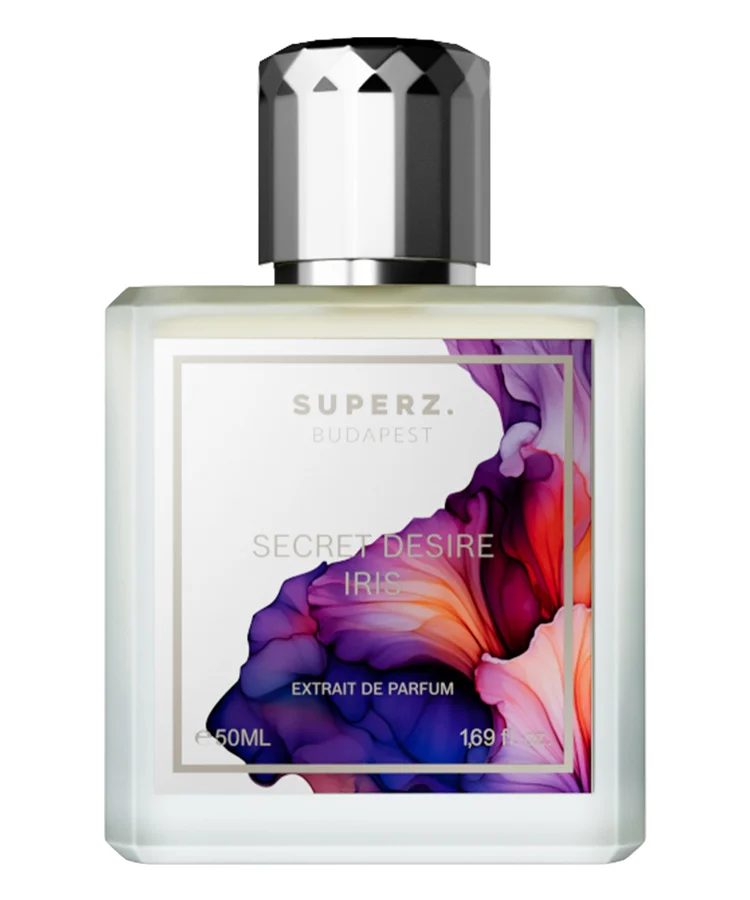 SUPERZ.
BUDAPEST
SECRET DESIRE
IRIS
EXTRAIT DE PARFUM
℮50ML
1,69 fl. oz.